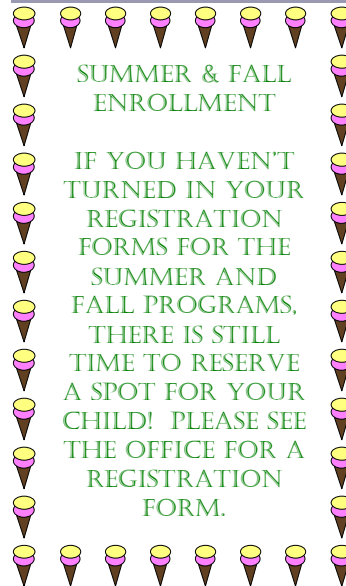 SUMMER & FALL
ENROLLMENT
IF YOU HAVEN'T
TURNED IN YOUR
REGISTRATION
FORMS FOR THE
SUMMER AND
FALL PROGRAMS,
THERE IS STILL
TIME TO RESERVE
A SPOT FOR YOUR
CHILD!  PLEASE SEE
THE OFFICE FOR A
REGISTRATION
FORM.